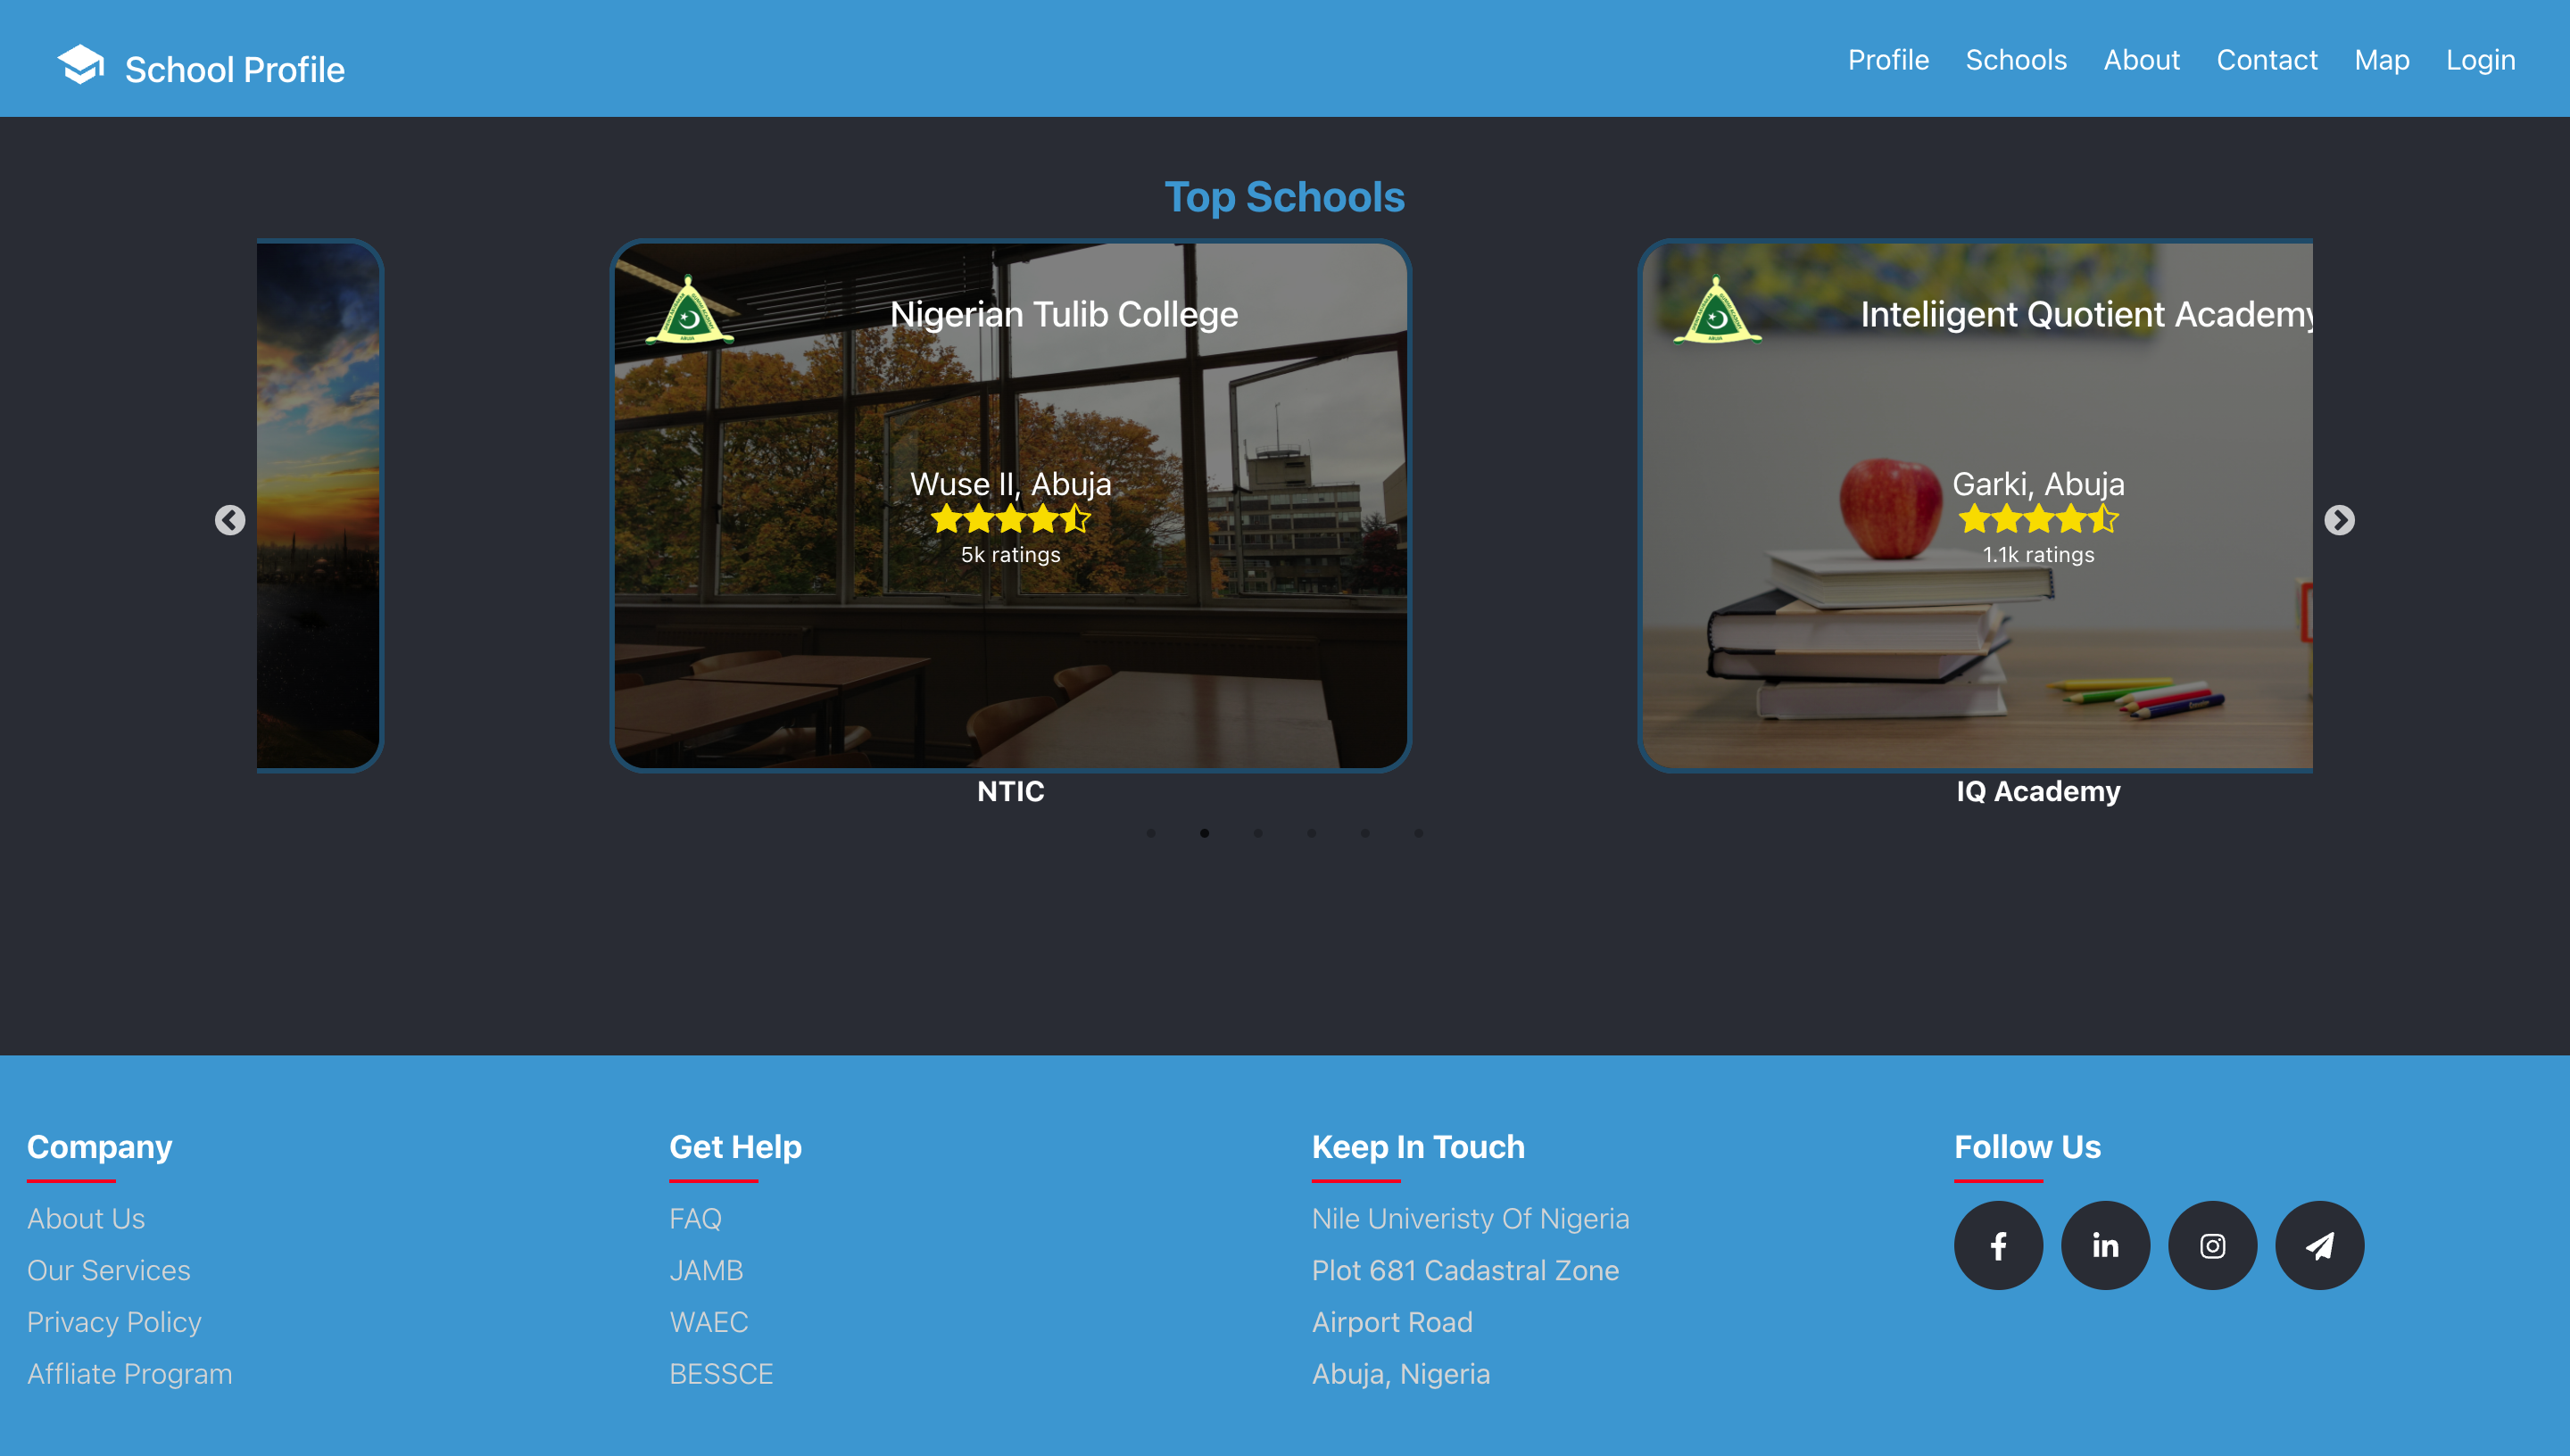 School Profile
Profile Schools About Contact Map Login
Top Schools
Nigerian Tulib College
Wuse II, Abuja
5k ratings
NTIC
Inteliigent Quotient Academy
Garki, Abuja
1.1k ratings
IQ Academy
ABUJA
ABUJA
Company
About Us
Our Services
Privacy Policy
Affliate Program
Get Help
FAQ
JAMB
WAEC
BESSCE
Keep In Touch
Nile Univeristy Of Nigeria
Plot 681 Cadastral Zone
Airport Road
Abuja, Nigeria
Follow Us